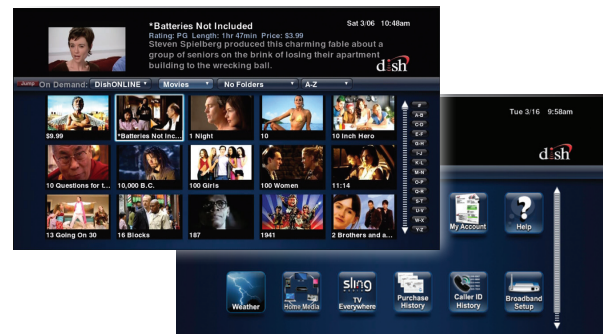 *Batteries Not Included
Sat 3/06 10:48am
Rating: PG Length: 1hr 47min Price: $3.99
Steven Spielberg produced this charming fable about a
group of seniors on the brink of losing their apartment
building to the wrecking ball.
dish
Jump On Demand: DishONLINE Movies No Folders A-Z
$9.99
*Batteries Not Inc...
1 Night
10
10 Inch Hero
10 Questions for t...
10,000 B.C.
100 Girls
100 Women
11:14
13 Going On 30
16 Blocks
187
1941
2 Brothers and a...
#
A-B
C-D
E-F
G-H
I-J
K-L
M-N
O-P
Q-R
S-T
U-V
W-X
Y-Z
Tue 3/16 9:58am
dish
My Account
Help
Weather
Home Media
sling
TV
Everywhere
Purchase
History
Caller ID
History
Broadband
Setup